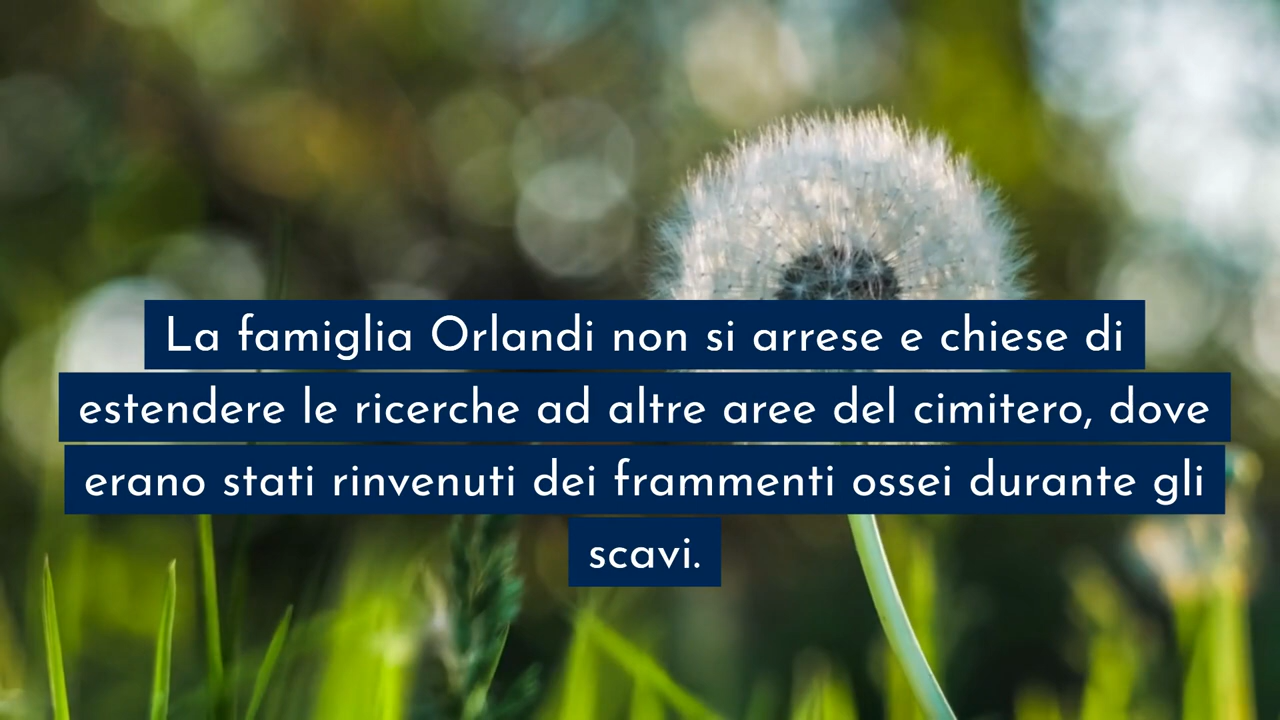 La famiglia Orlandi non si arrese e chiese di
estendere le ricerche ad altre aree del cimitero, dove
erano stati rinvenuti dei frammenti ossei durante gli
scavi.